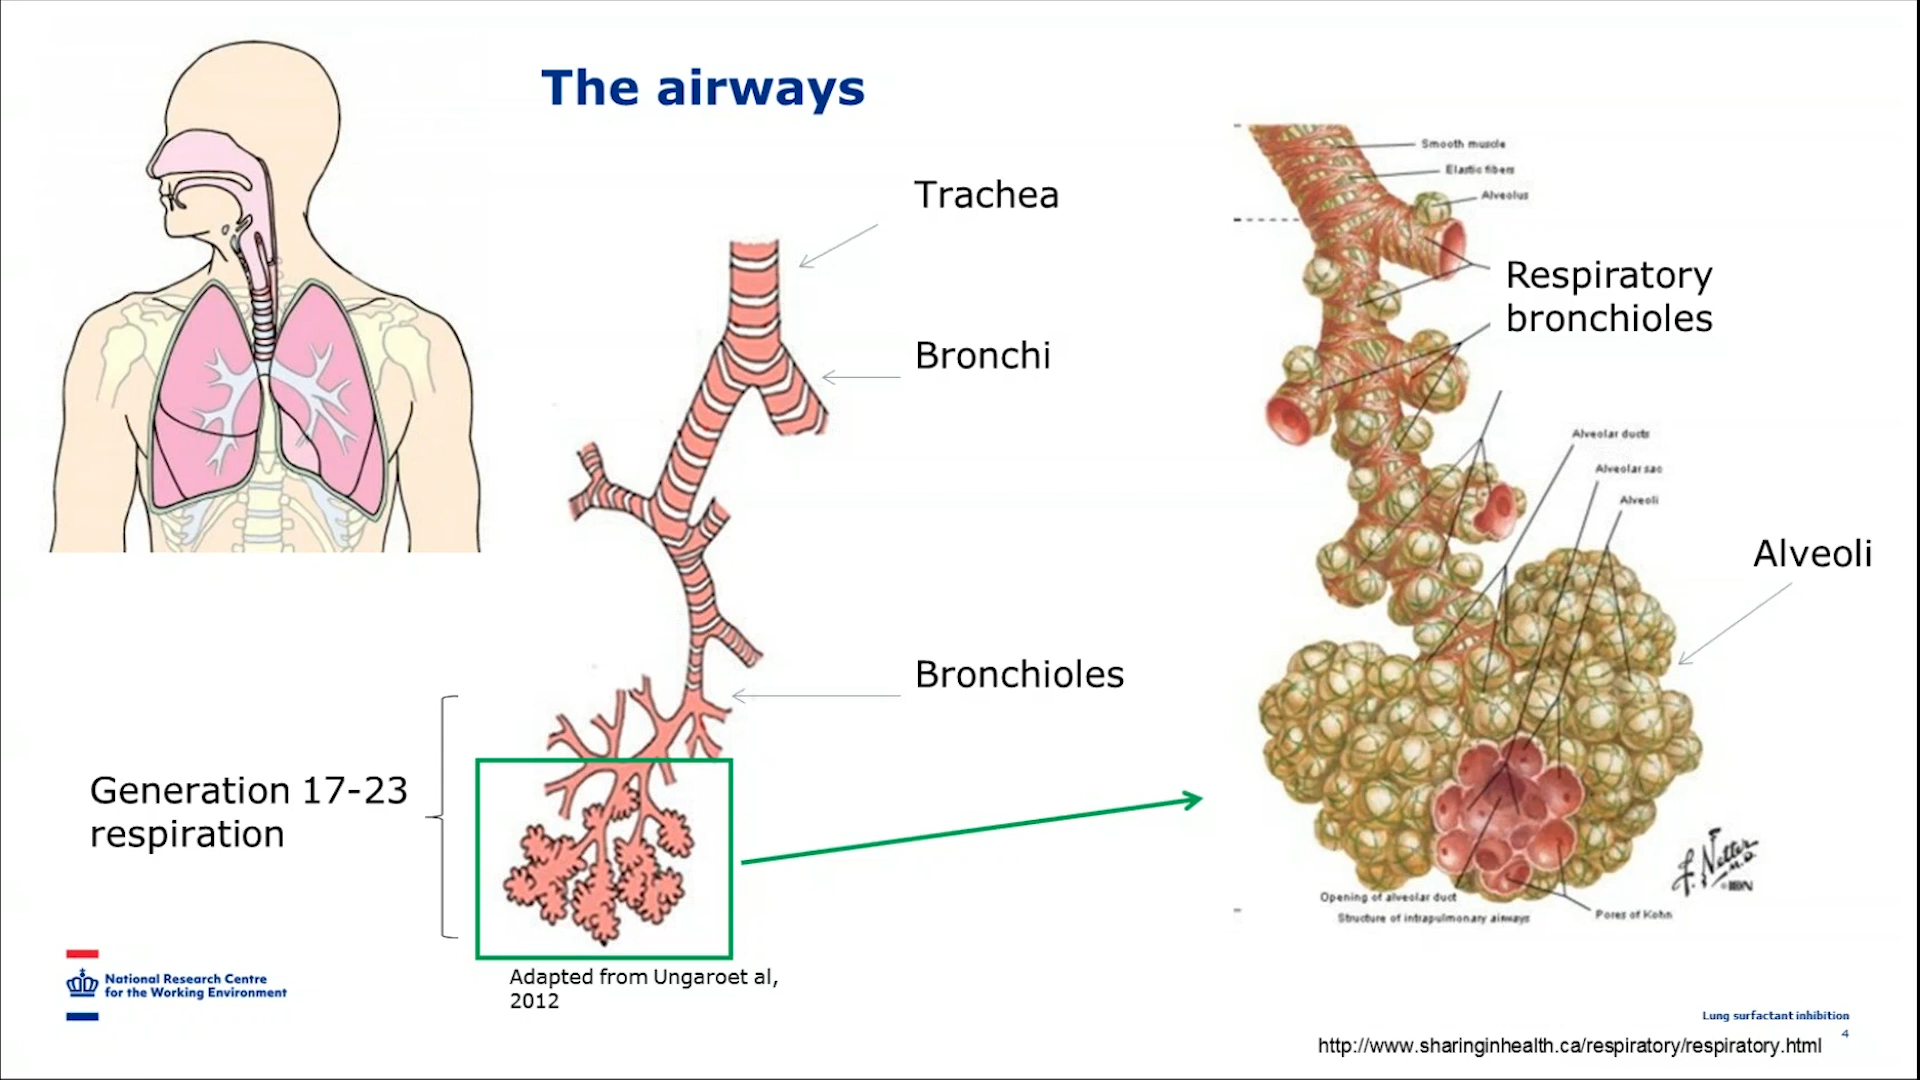 The airways
Trachea
Bronchi
Bronchioles
Generation 17-23
respiration
Adapted from Ungaroet al,
2012
Smooth muscle
Elastic fibers
Alveolus
Respiratory
bronchioles
Alveolar ducts
Alveolar sac
Alveoli
Alveoli
Opening of alveolar duct
Structure of intrapulmonary airways
Pores of Kohn
F. Netter
M.D.
National Research Centre
for the Working Environment
Lung surfactant inhibition
4
http://www.sharinginhealth.ca/respiratory/respiratory.html